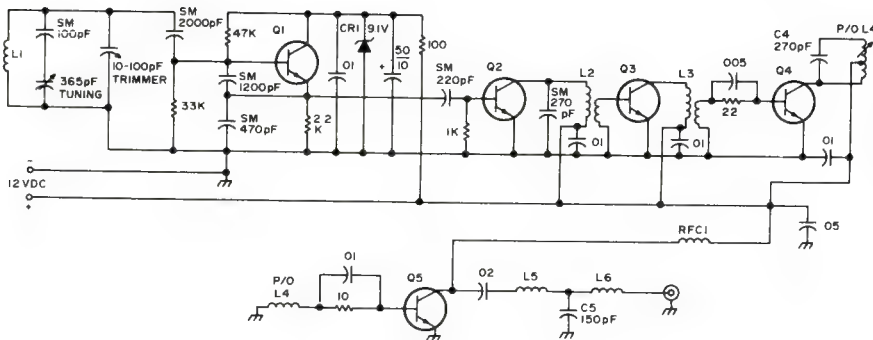 SM
100pF
L1
365pF
TUNING
10-100pF
TRIMMER
SM
2000pF
33K
47K
SM
1200pF
SM
470pF
Q1
2.2
K
01
CR1 9.1V
+
50
10
100
SM
220pF
1K
Q2
SM
270
pF
L2
01
Q3
L3
01
005
22
Q4
C4
270pF
P/O L4
01
-
12VDC
+
RFC1
05
P/O
L4
01
10
Q5
02
L5
C5
150pF
L6